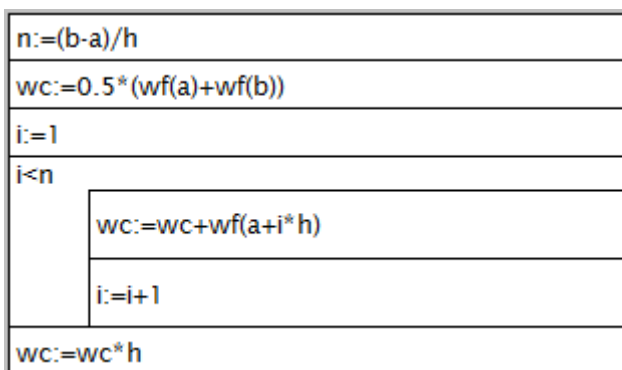 n:=(b-a)/h
wc:=0.5*(wf(a)+wf(b))
i:=1
i<n
wc:=wc+wf(a+i*h)
i:=i+1
wc:=wc*h